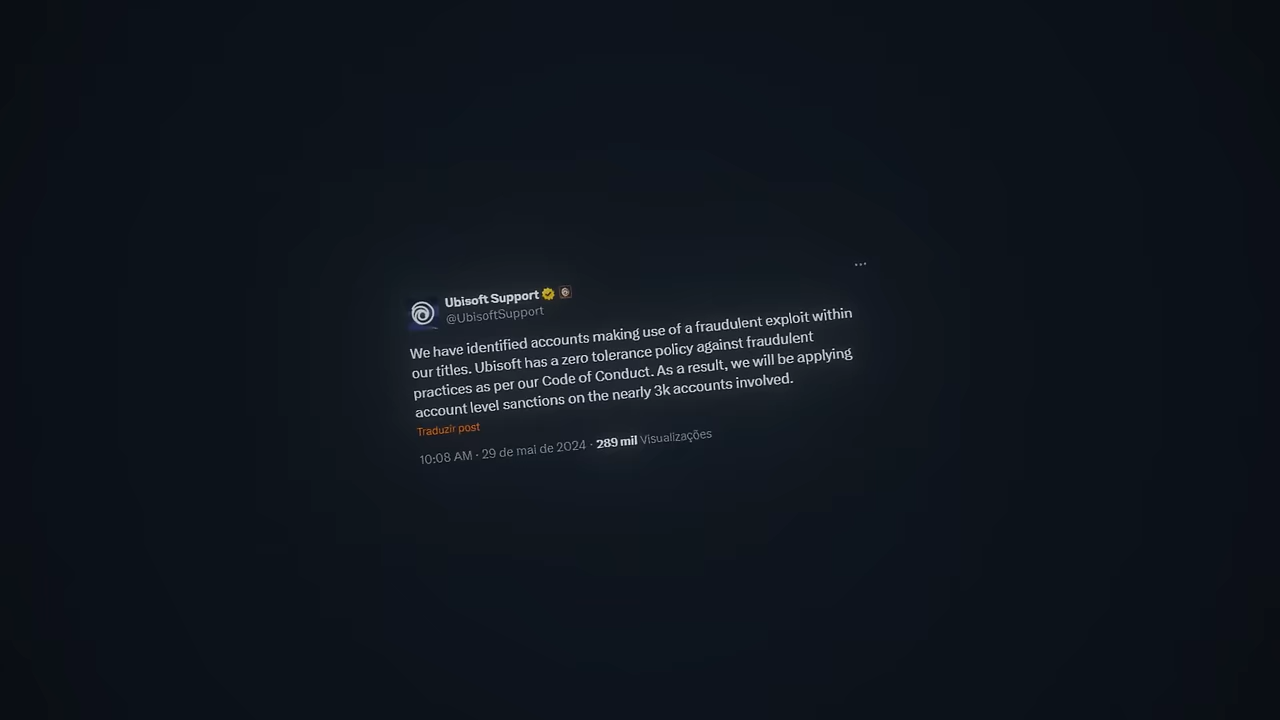 Ubisoft Support
@UbisoftSupport
We have identified accounts making use of a fraudulent exploit within
our titles. Ubisoft has a zero tolerance policy against fraudulent
practices as per our Code of Conduct. As a result, we will be applying
account level sanctions on the nearly 3k accounts involved.
Traduzir post
10:08 AM · 29 de mai de 2024 · 289 mil Visualizações